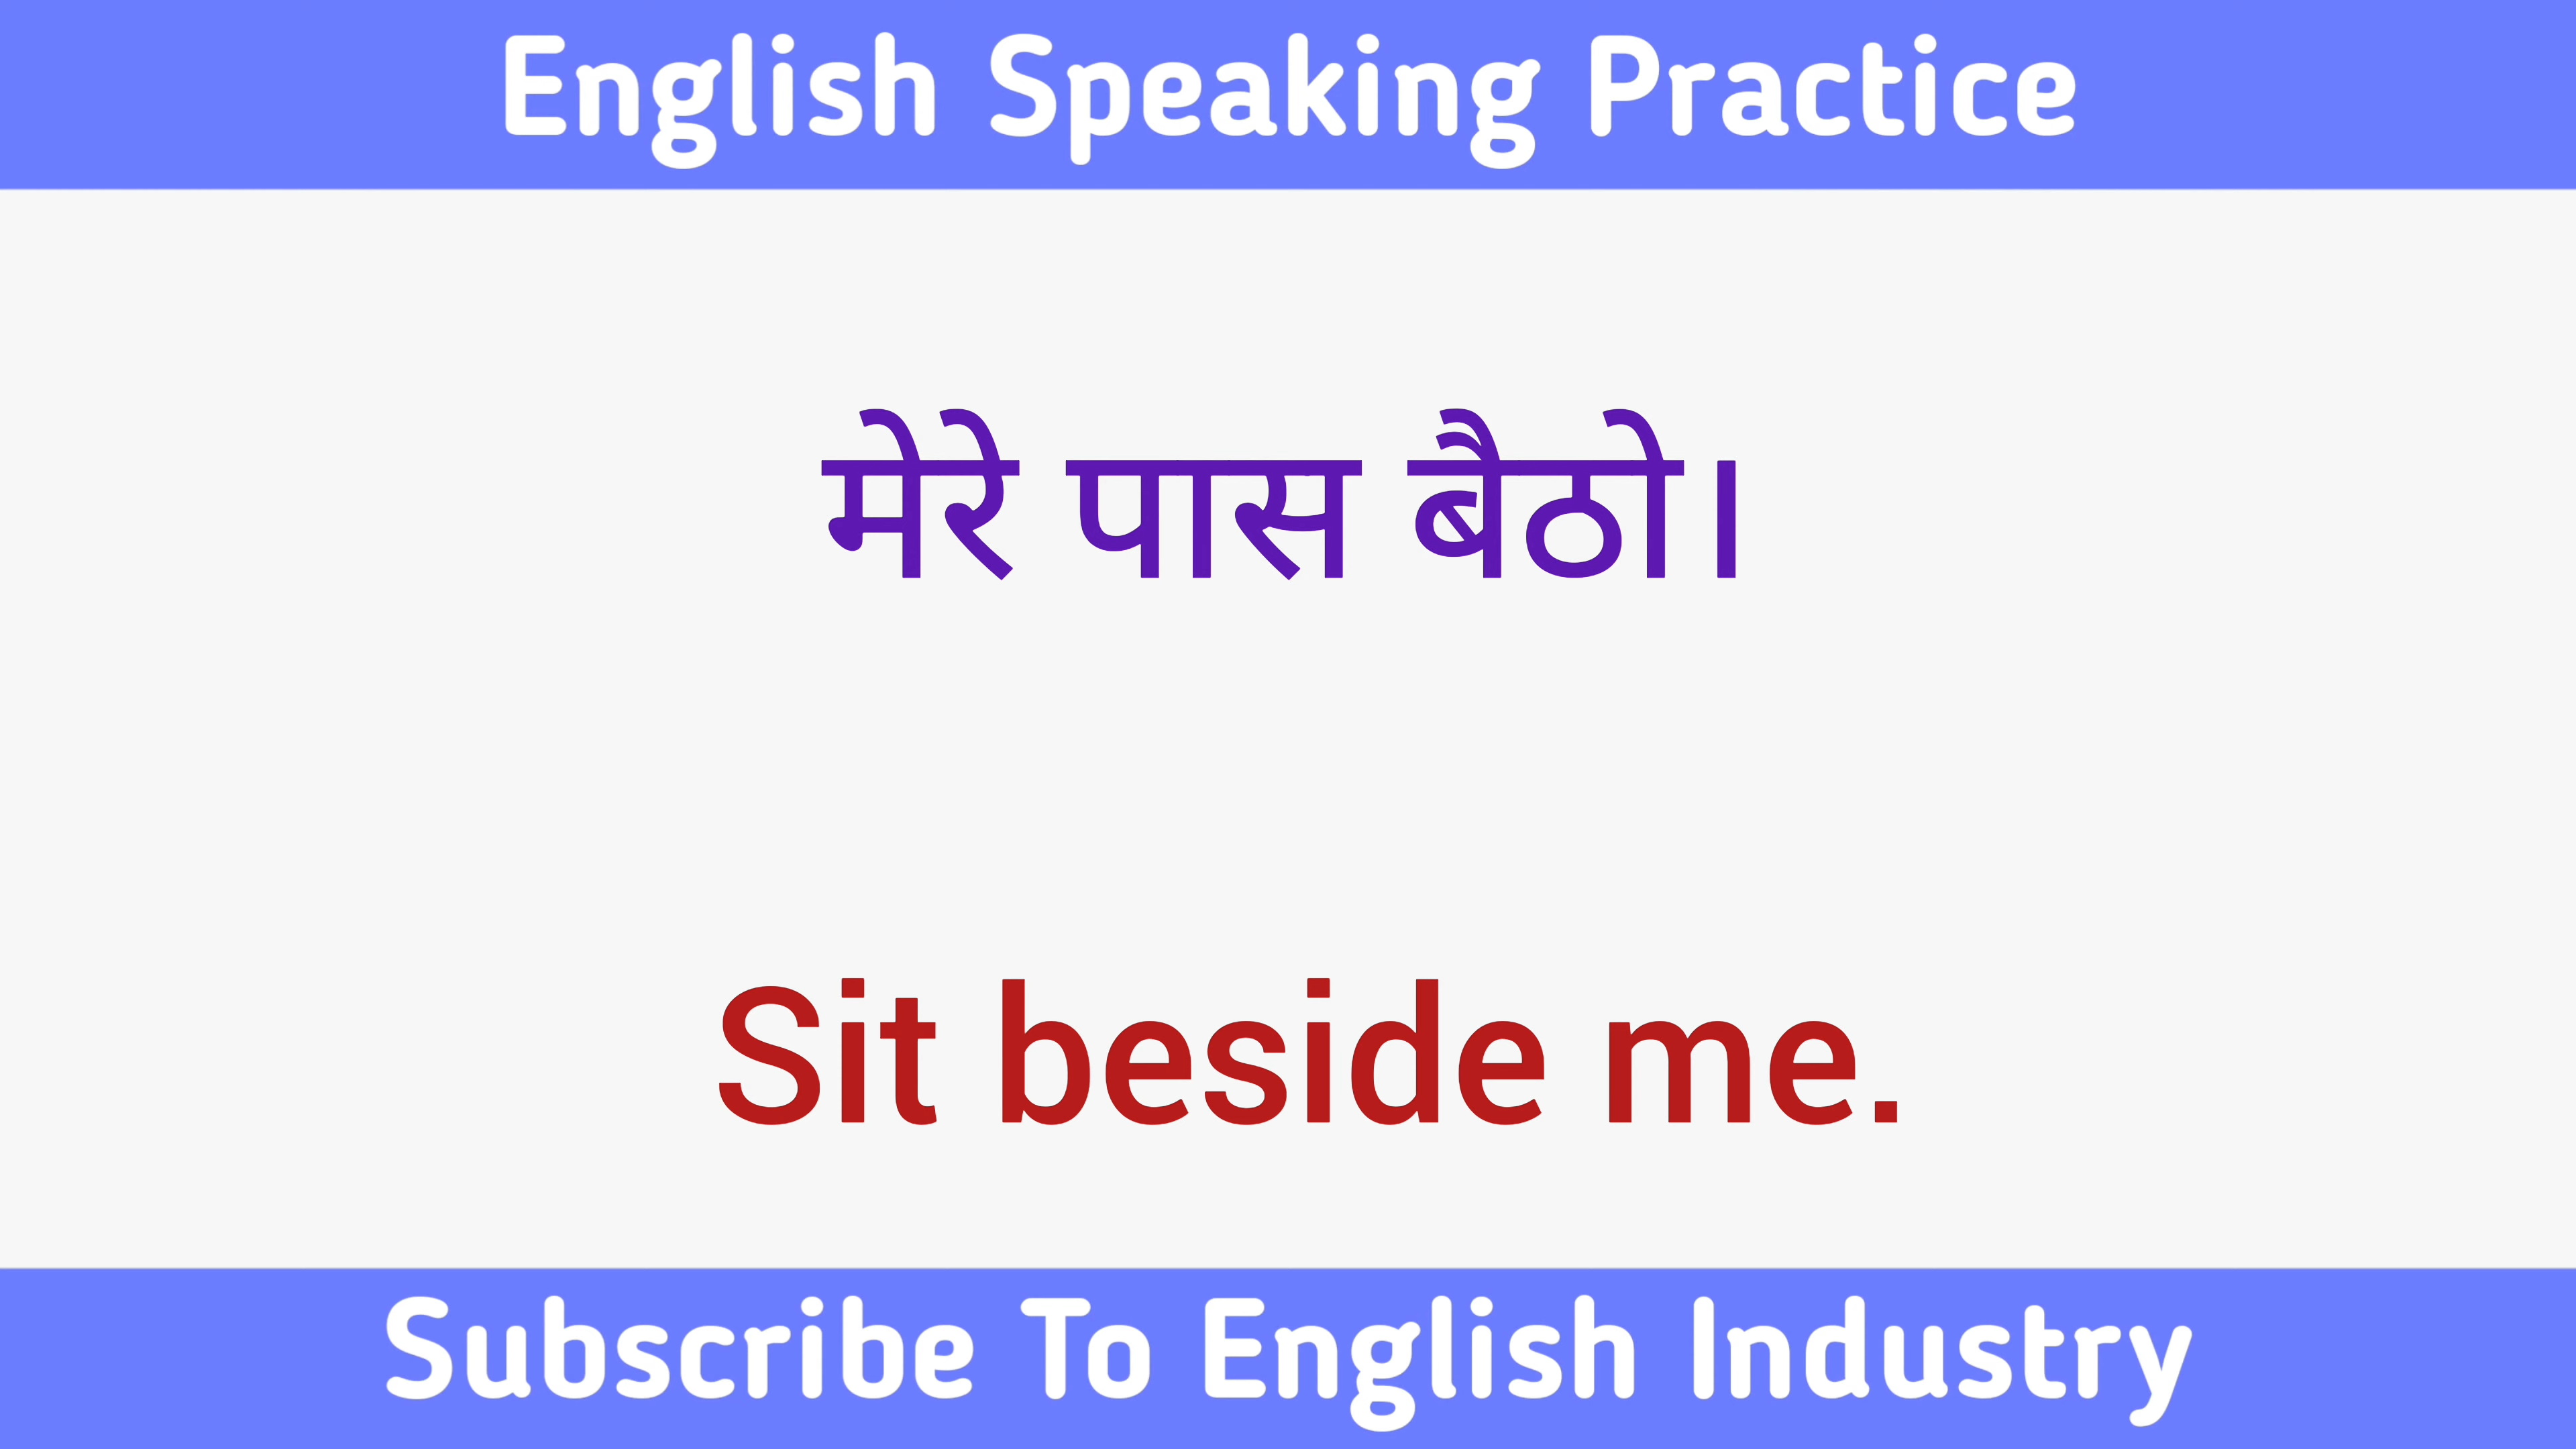 English Speaking Practice
मेरे पास बैठो।
Sit beside me.
Subscribe To English Industry